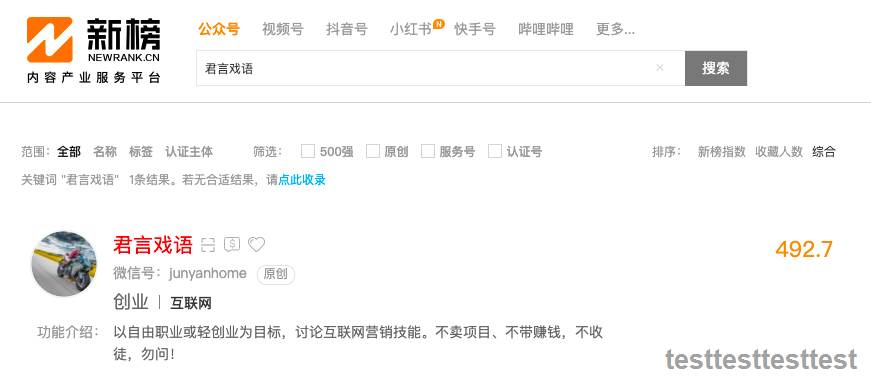 新榜
NEWRANK.CN
内容产业服务平台
公众号 视频号 抖音号 小红书 N 快手号 哔哩哔哩 更多...
君言戏语 × 搜索
范围： 全部 名称 标签 认证主体 筛选： 500强 原创 服务号 认证号 排序： 新榜指数 收藏人数 综合
关键词 "君言戏语" 1条结果。若无合适结果，请点此收录
君言戏语 492.7
微信号：junyanhome 原创
创业 | 互联网
功能介绍： 以自由职业或轻创业为目标，讨论互联网营销技能。不卖项目、不带赚钱，不收
徒，勿问！
testtesttesttest